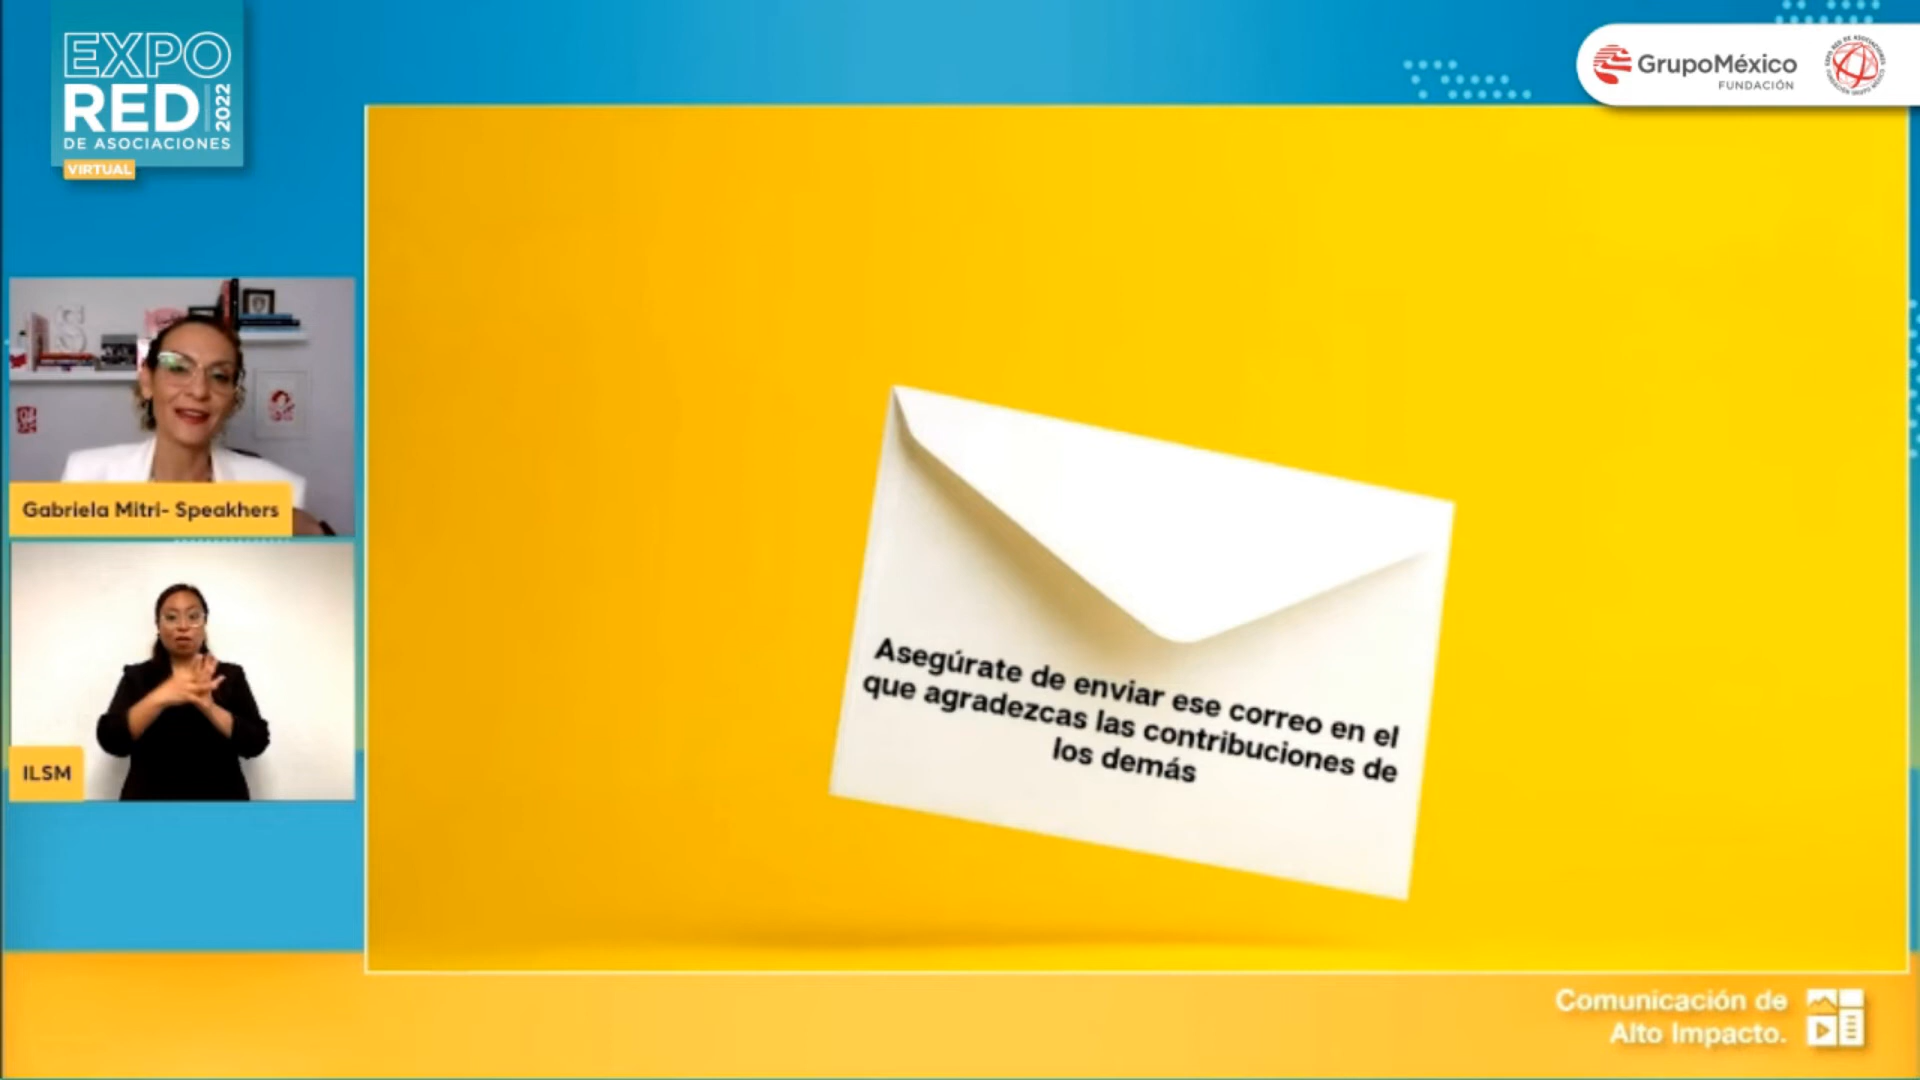 EXPO
RED 2022
DE ASOCIACIONES
VIRTUAL
GrupoMéxico
FUNDACIÓN
Gabriela Mitri- Speakhers
ILSM
Asegúrate de enviar ese correo en el
que agradezcas las contribuciones de
los demás
Comunicación de
Alto Impacto.